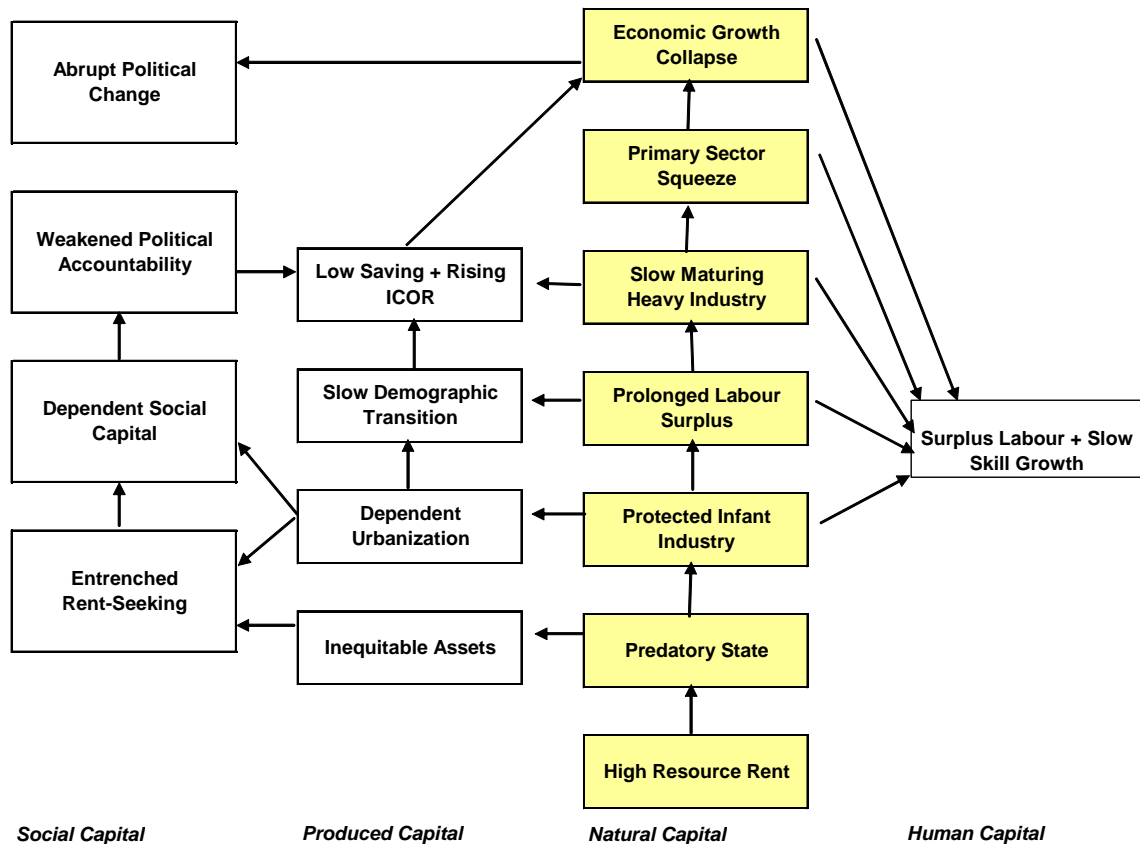 Economic Growth
Collapse
Abrupt Political
Change
Primary Sector
Squeeze
Weakened Political
Accountability
Low Saving + Rising
ICOR
Slow Maturing
Heavy Industry
Dependent Social
Capital
Slow Demographic
Transition
Prolonged Labour
Surplus
Surplus Labour + Slow
Skill Growth
Entrenched
Rent-Seeking
Dependent
Urbanization
Protected Infant
Industry
Inequitable Assets
Predatory State
High Resource Rent
Social Capital
Produced Capital
Natural Capital
Human Capital